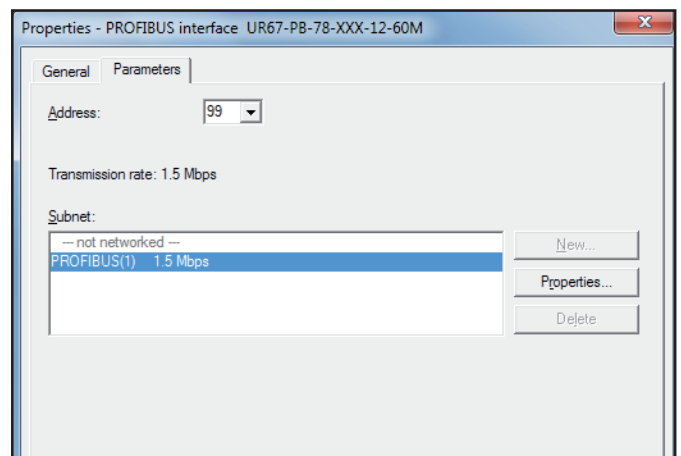 Properties - PROFIBUS interface UR67-PB-78-XXX-12-60M
General Parameters
Address: 99
Transmission rate: 1.5 Mbps
Subnet:
--- not networked ---
New...
PROFIBUS(1) 1.5 Mbps
Properties...
Delete